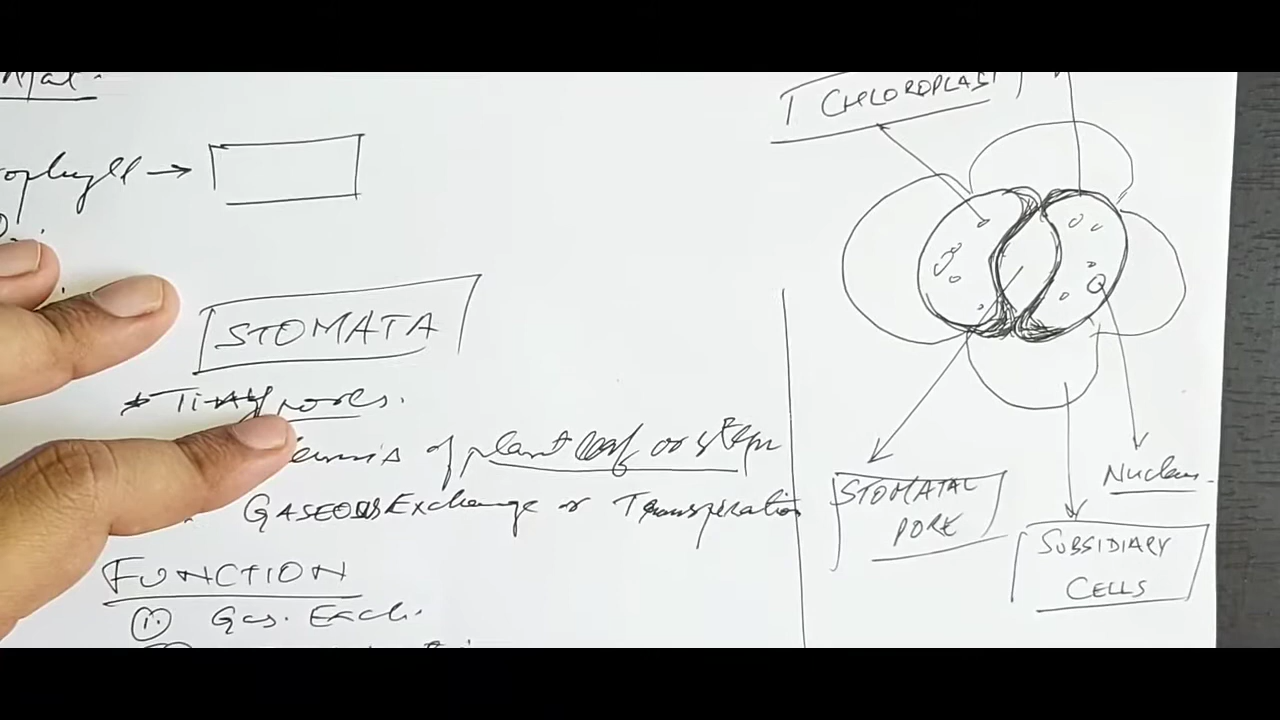 CHLOROPLAST
STOMATA
* Tiny pores.
of plant leaf or stem
GASEOUS Exchange or Transpiration
FUNCTION
i. Gas. Exch.
STOMATAL
PORE
Nucleus.
SUBSIDIARY
CELLS